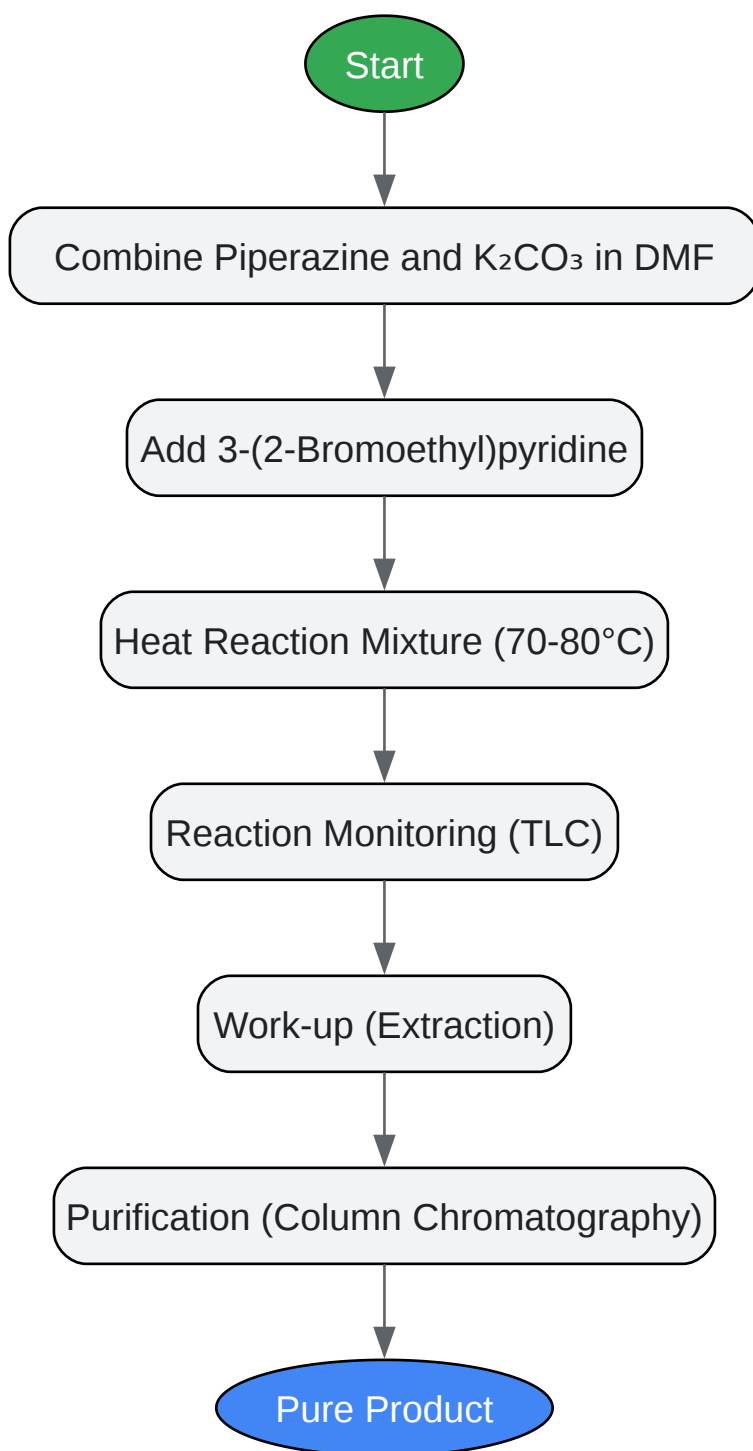 Start
Combine Piperazine and K₂CO₃ in DMF
Add 3-(2-Bromoethyl)pyridine
Heat Reaction Mixture (70-80°C)
Reaction Monitoring (TLC)
Work-up (Extraction)
Purification (Column Chromatography)
Pure Product